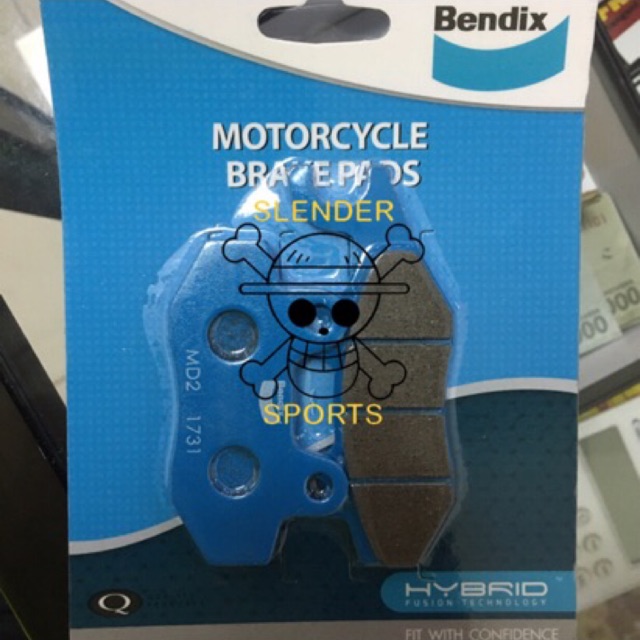 Bendix
MOTORCYCLE
BRAKE PADS
SLENDER
MD2 1731
SPORTS
Q
HYBRID
FUSION TECHNOLOGY
FIT WITH CONFIDENCE